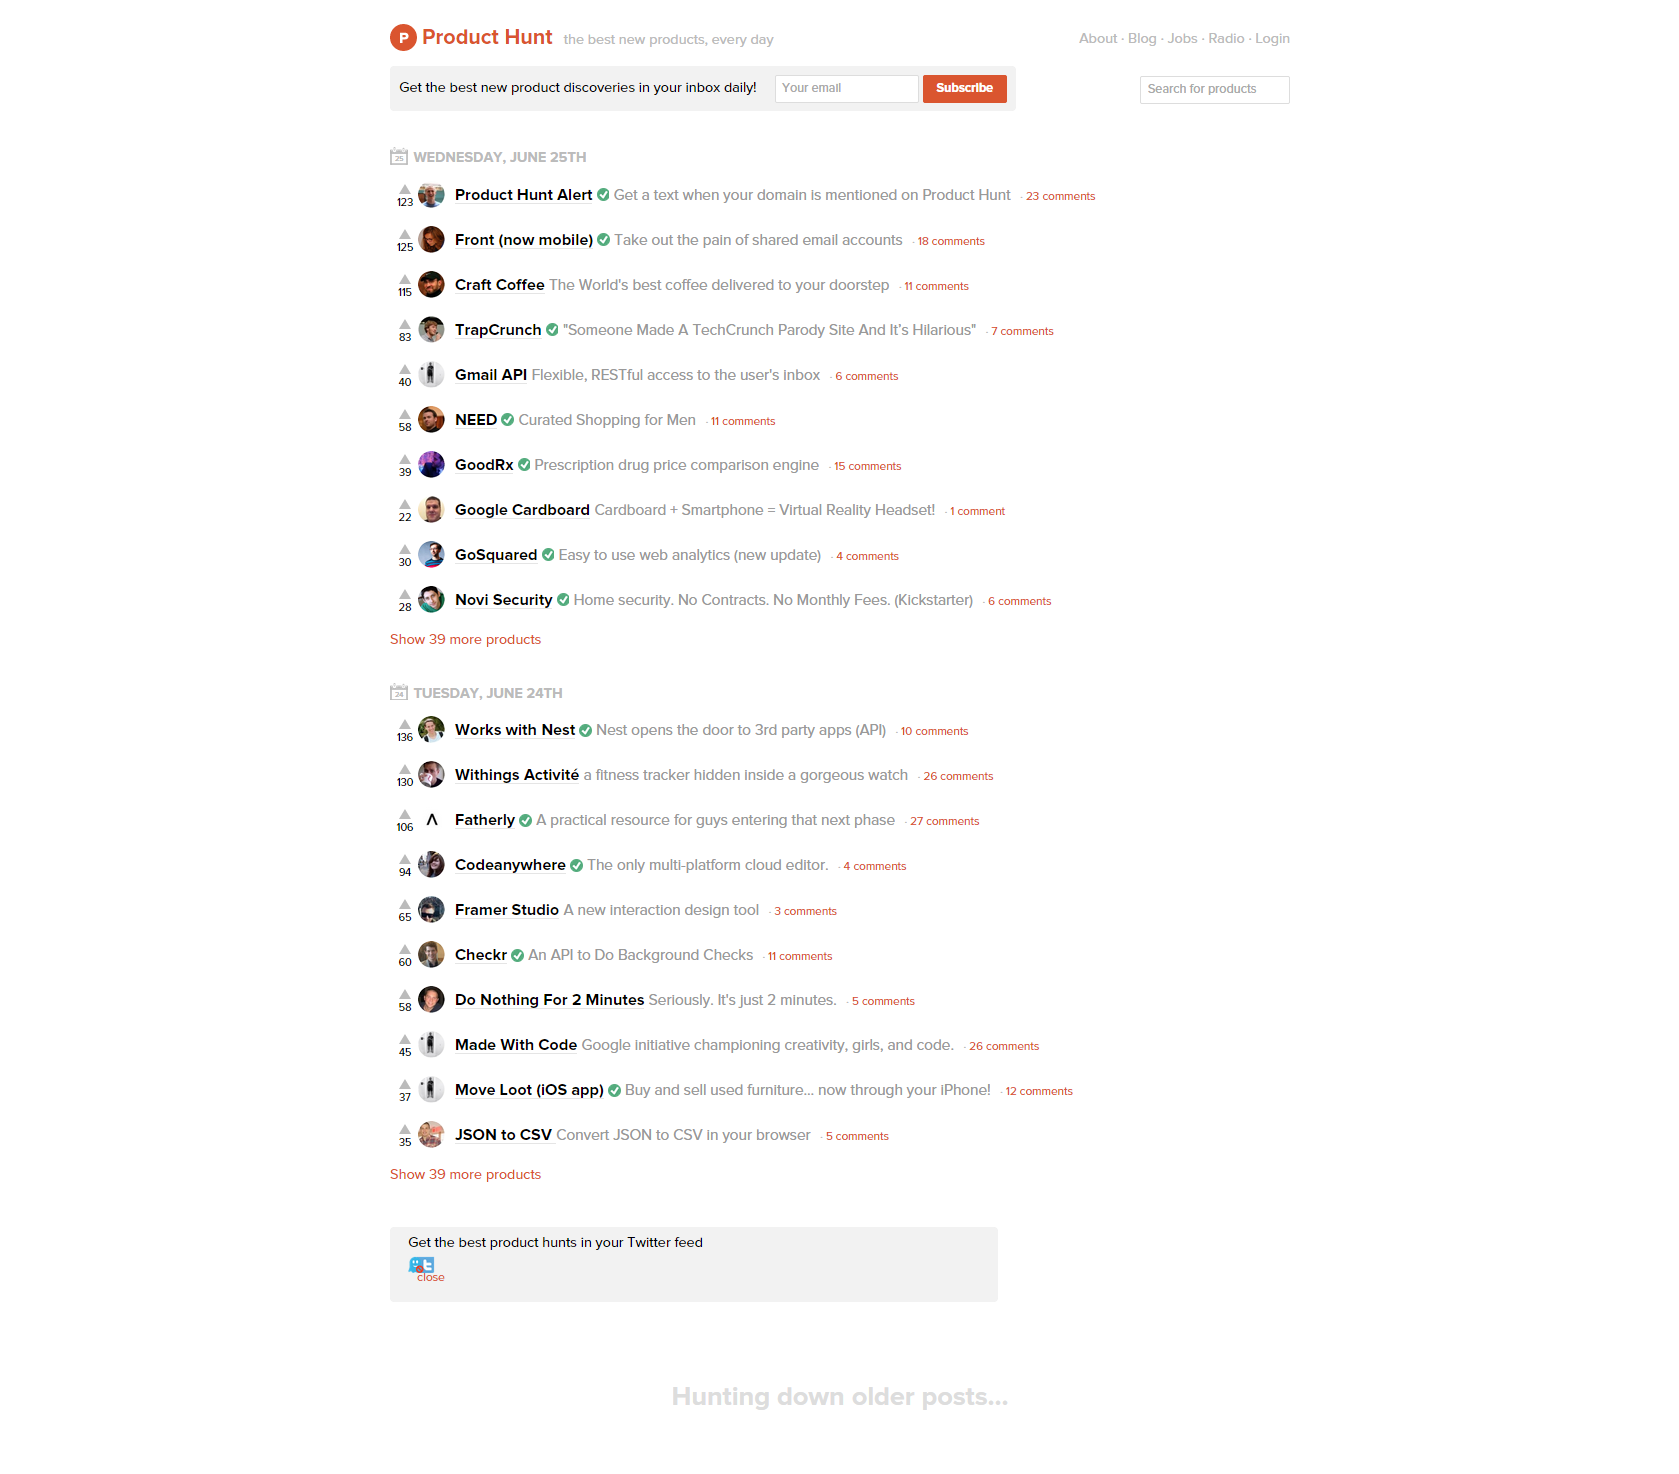 P Product Hunt the best new products, every day About · Blog · Jobs · Radio · Login
Get the best new product discoveries in your inbox daily! Your email Subscribe Search for products
25 WEDNESDAY, JUNE 25TH
123 Product Hunt Alert Get a text when your domain is mentioned on Product Hunt · 23 comments
125 Front (now mobile) Take out the pain of shared email accounts · 18 comments
115 Craft Coffee The World's best coffee delivered to your doorstep · 11 comments
83 TrapCrunch "Someone Made A TechCrunch Parody Site And It's Hilarious" · 7 comments
40 Gmail API Flexible, RESTful access to the user's inbox · 6 comments
58 NEED Curated Shopping for Men · 11 comments
39 GoodRx Prescription drug price comparison engine · 15 comments
22 Google Cardboard Cardboard + Smartphone = Virtual Reality Headset! · 1 comment
30 GoSquared Easy to use web analytics (new update) · 4 comments
28 Novi Security Home security. No Contracts. No Monthly Fees. (Kickstarter) · 6 comments
Show 39 more products
24 TUESDAY, JUNE 24TH
136 Works with Nest Nest opens the door to 3rd party apps (API) · 10 comments
130 Withings Activité a fitness tracker hidden inside a gorgeous watch · 26 comments
106 Fatherly A practical resource for guys entering that next phase · 27 comments
94 Codeanywhere The only multi-platform cloud editor. · 4 comments
65 Framer Studio A new interaction design tool · 3 comments
60 Checkr An API to Do Background Checks · 11 comments
58 Do Nothing For 2 Minutes Seriously. It's just 2 minutes. · 5 comments
45 Made With Code Google initiative championing creativity, girls, and code. · 26 comments
37 Move Loot (iOS app) Buy and sell used furniture... now through your iPhone! · 12 comments
35 JSON to CSV Convert JSON to CSV in your browser · 5 comments
Show 39 more products
Get the best product hunts in your Twitter feed
close
Hunting down older posts...